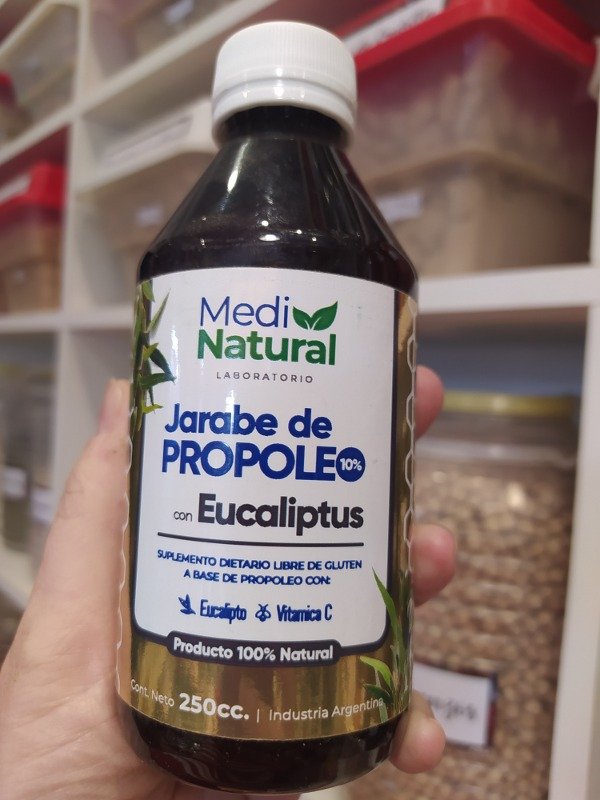 Medi
Natural
LABORATORIO
Jarabe de
PROPOLEO 10%
con Eucaliptus
SUPLEMENTO DIETARIO LIBRE DE GLUTEN
A BASE DE PROPOLEO CON:
Eucalipto Vitamica C
Producto 100% Natural
Cont. Neto 250cc. | Industria Argentina